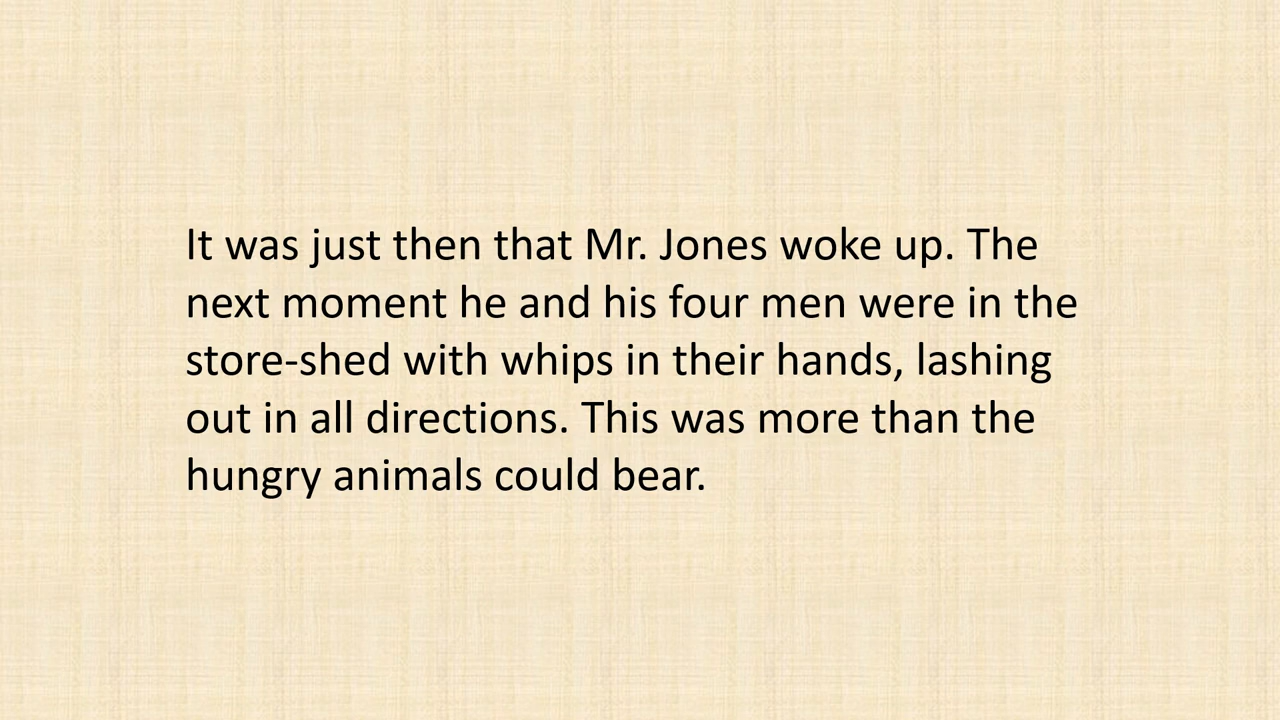 It was just then that Mr. Jones woke up. The
next moment he and his four men were in the
store-shed with whips in their hands, lashing
out in all directions. This was more than the
hungry animals could bear.